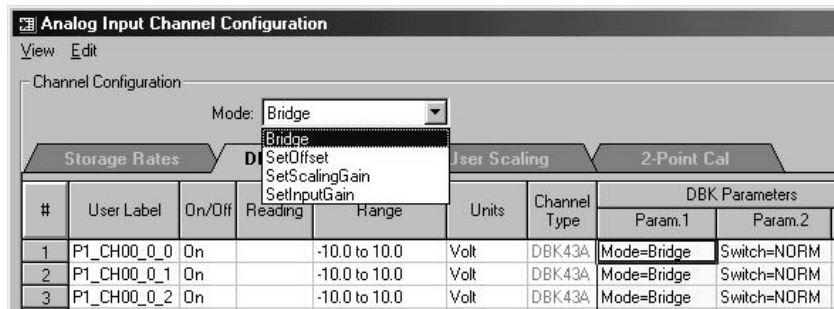 Analog Input Channel Configuration
View Edit
Channel Configuration
Mode: Bridge
Bridge
SetOffset
SetScalingGain
SetInputGain
Storage Rates User Scaling 2-Point Cal
# User Label On/Off Reading Range Units Channel Type DBK Parameters
Param.1 Param.2
1 P1_CH00_0_0 On -10.0 to 10.0 Volt DBK43A Mode=Bridge Switch=NORM
2 P1_CH00_0_1 On -10.0 to 10.0 Volt DBK43A Mode=Bridge Switch=NORM
3 P1_CH00_0_2 On -10.0 to 10.0 Volt DBK43A Mode=Bridge Switch=NORM